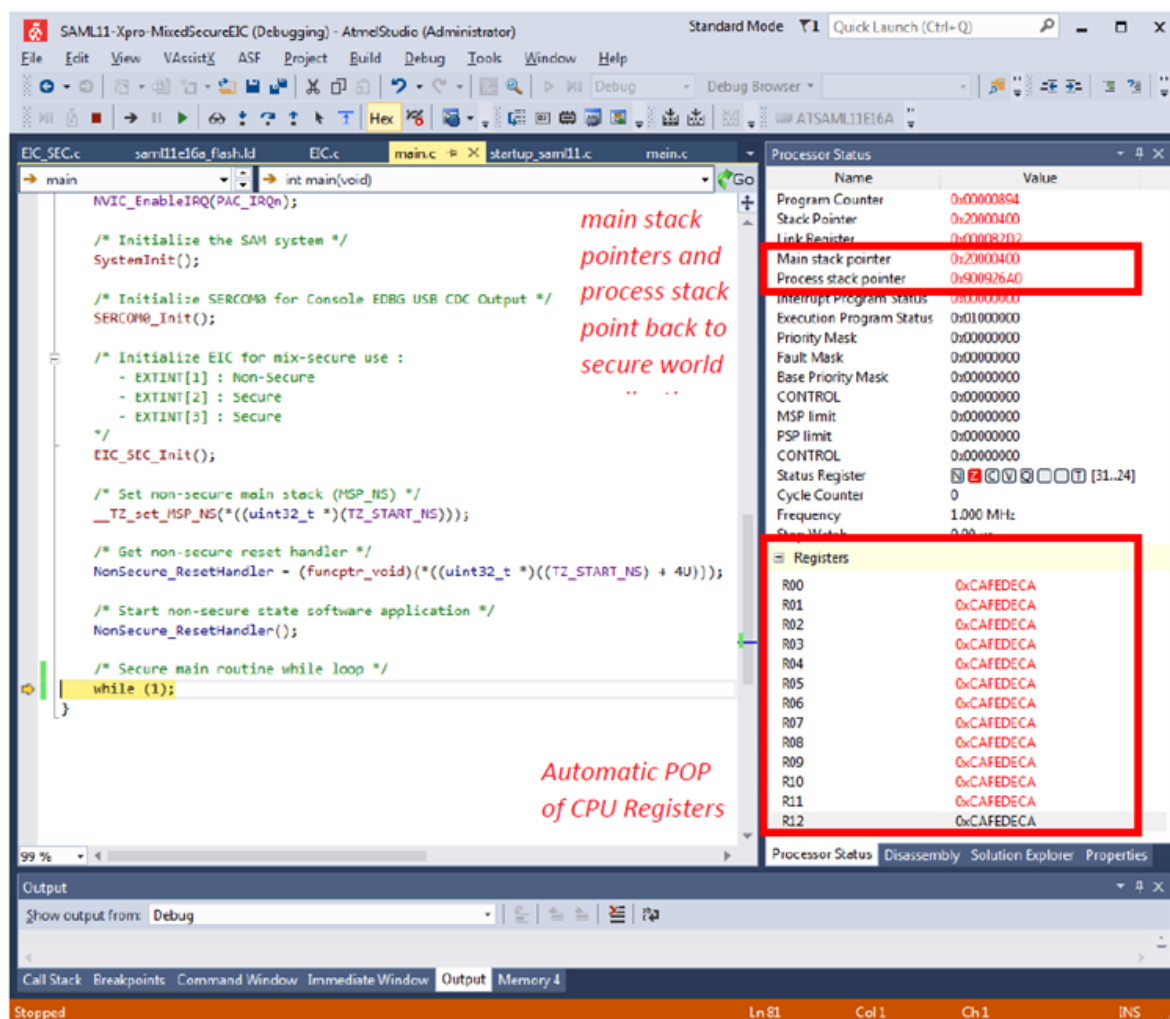 SAML11-Xpro-MixedSecureEIC (Debugging) - AtmelStudio (Administrator)
Standard Mode 1 Quick Launch (Ctrl+Q)
File Edit View VAssistX ASF Project Build Debug Tools Window Help
Debug Debug Browser
Hex ATSAML11E16A
EIC_SEC.c saml11e16a_flash.ld EIC.c main.c startup_saml11.c main.c
main int main(void) Go
NVIC_EnableIRQ(PAC_IRQn);
/* Initialize the SAM system */
SystemInit();
/* Initialize SERCOM0 for Console EDBG USB CDC Output */
SERCOM0_Init();
/* Initialize EIC for mix-secure use :
- EXTINT[1] : Non-Secure
- EXTINT[2] : Secure
- EXTINT[3] : Secure
*/
EIC_SEC_Init();
/* Set non-secure main stack (MSP_NS) */
__TZ_set_MSP_NS(*((uint32_t *)(TZ_START_NS)));
/* Get non-secure reset handler */
NonSecure_ResetHandler = (funcptr_void)(*((uint32_t *)((TZ_START_NS) + 4U)));
/* Start non-secure state software application */
NonSecure_ResetHandler();
/* Secure main routine while loop */
while (1);
}
main stack
pointers and
process stack
point back to
secure world
Automatic POP
of CPU Registers
99 %
Processor Status
Name Value
Program Counter 0x00000894
Stack Pointer 0x20000400
Link Register 0x000082D2
Main stack pointer 0x20000400
Process stack pointer 0x900926A0
Interrupt Program Status 0x00000000
Execution Program Status 0x01000000
Priority Mask 0x00000000
Fault Mask 0x00000000
Base Priority Mask 0x00000000
CONTROL 0x00000000
MSP limit 0x00000000
PSP limit 0x00000000
CONTROL 0x00000000
Status Register N Z C V Q T [31..24]
Cycle Counter 0
Frequency 1.000 MHz
Stop Watch
Registers
R00 0xCAFEDECA
R01 0xCAFEDECA
R02 0xCAFEDECA
R03 0xCAFEDECA
R04 0xCAFEDECA
R05 0xCAFEDECA
R06 0xCAFEDECA
R07 0xCAFEDECA
R08 0xCAFEDECA
R09 0xCAFEDECA
R10 0xCAFEDECA
R11 0xCAFEDECA
R12 0xCAFEDECA
Processor Status Disassembly Solution Explorer Properties
Output
Show output from: Debug
Call Stack Breakpoints Command Window Immediate Window Output Memory 4
Stopped Ln 81 Col 1 Ch 1 INS